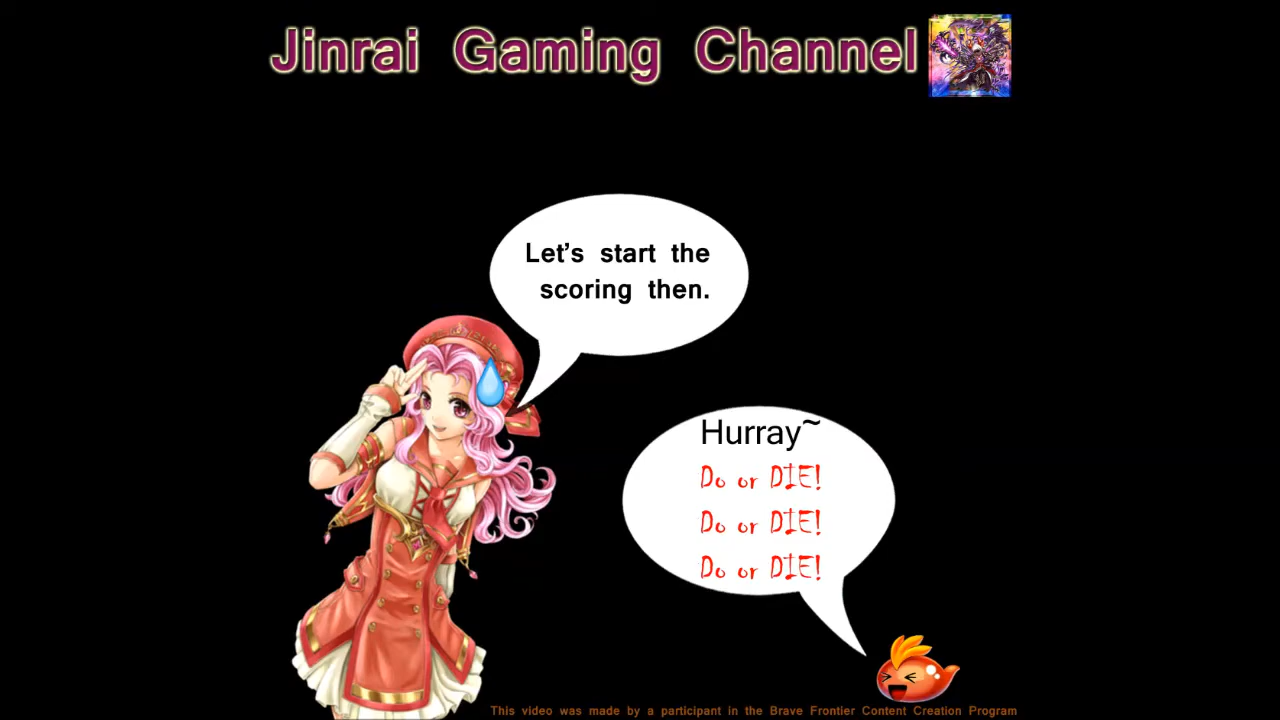 Jinrai Gaming Channel
Let's start the
scoring then.
Hurray~
Do or DIE!
Do or DIE!
Do or DIE!
This video was made by a participant in the Brave Frontier Content Creation Program